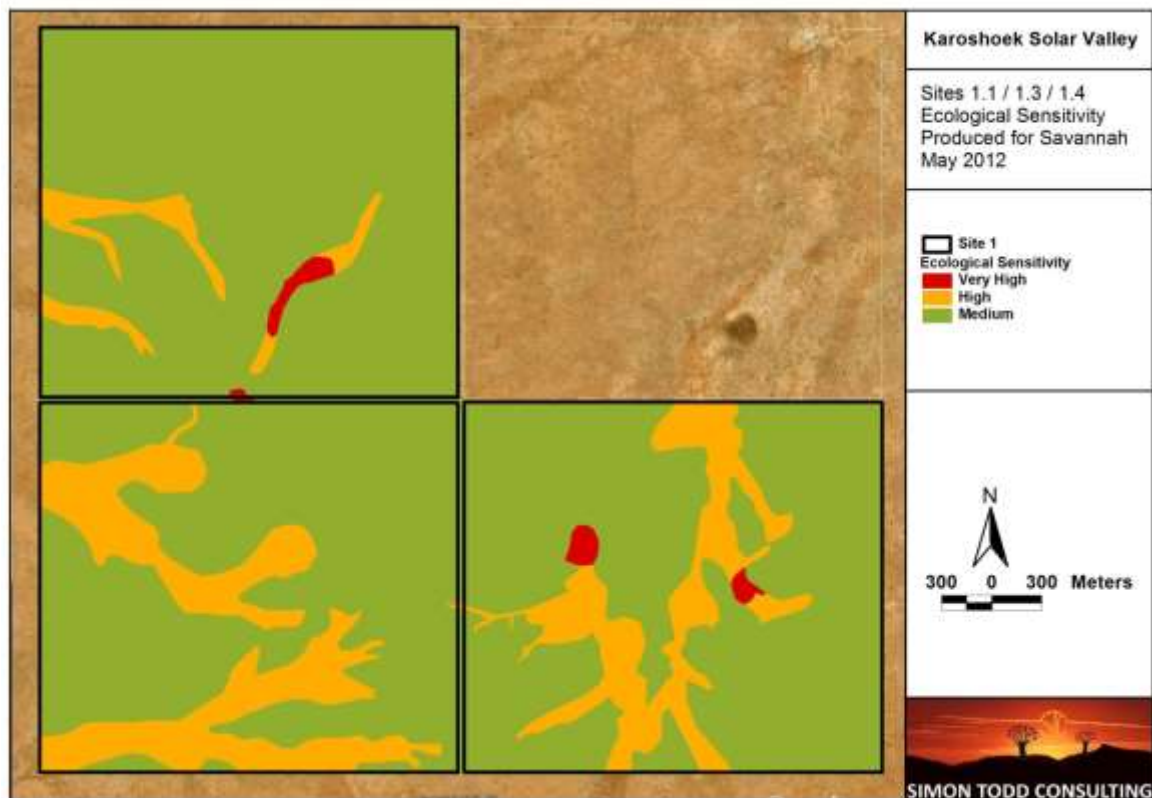 Karoshoek Solar Valley
Sites 1.1 / 1.3 / 1.4
Ecological Sensitivity
Produced for Savannah
May 2012
Site 1
Ecological Sensitivity
Very High
High
Medium
N
300 0 300 Meters
SIMON TODD CONSULTING